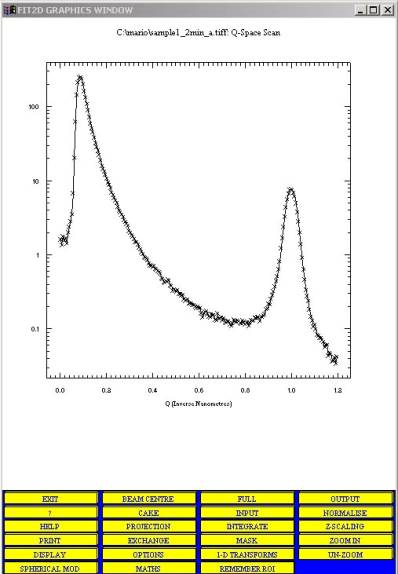 FIT2D GRAPHICS WINDOW
C:\mario\sample1_2min_a.tiff: Q-Space Scan
100
10
1
0.1
0.0 0.2 0.4 0.6 0.8 1.0 1.2
Q (Inverse Nanometres)
EXIT BEAM CENTRE FULL OUTPUT
? CAKE INPUT NORMALISE
HELP PROJECTION INTEGRATE Z-SCALING
PRINT EXCHANGE MASK ZOOM IN
DISPLAY OPTIONS 1-D TRANSFORMS UN-ZOOM
SPHERICAL MOD MATHS REMEMBER ROI